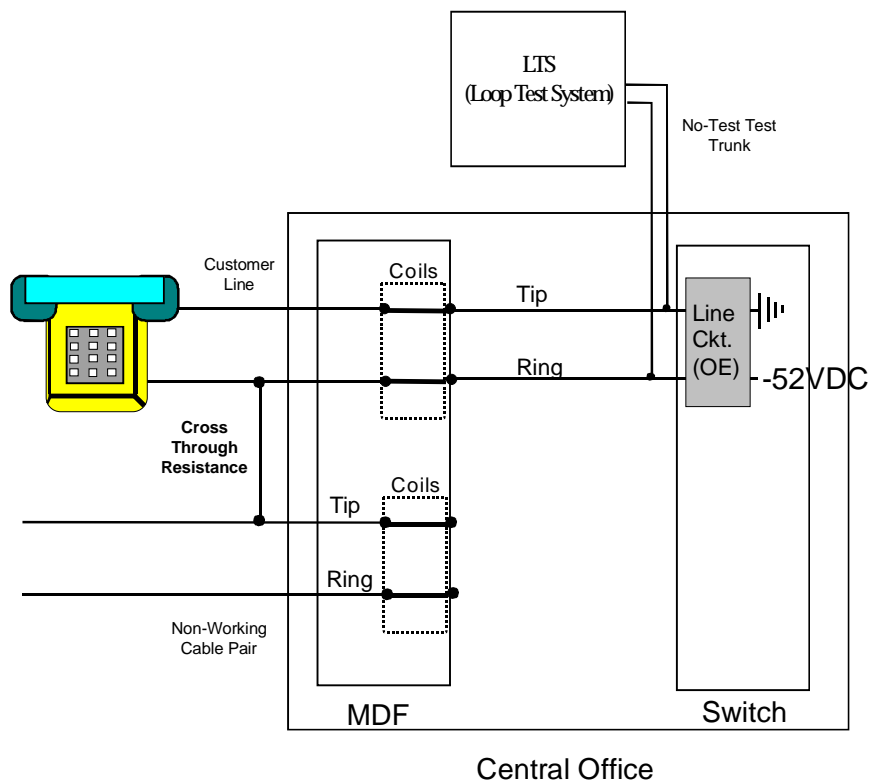 LTS
(Loop Test System)
No-Test Test
Trunk
Customer
Line
Coils
Tip
Line
Ckt.
(OE)
Ring
-52VDC
Cross
Through
Resistance
Coils
Tip
Ring
Non-Working
Cable Pair
MDF
Switch
Central Office